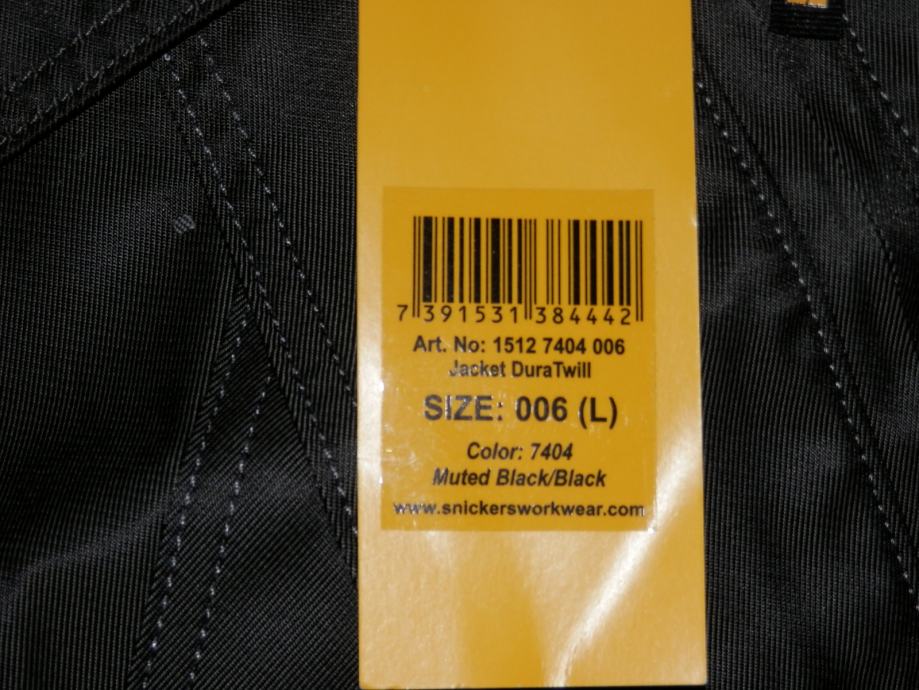 7 391531 384442
Art. No: 1512 7404 006
Jacket DuraTwill
SIZE: 006 (L)
Color: 7404
Muted Black/Black
www.snickersworkwear.com